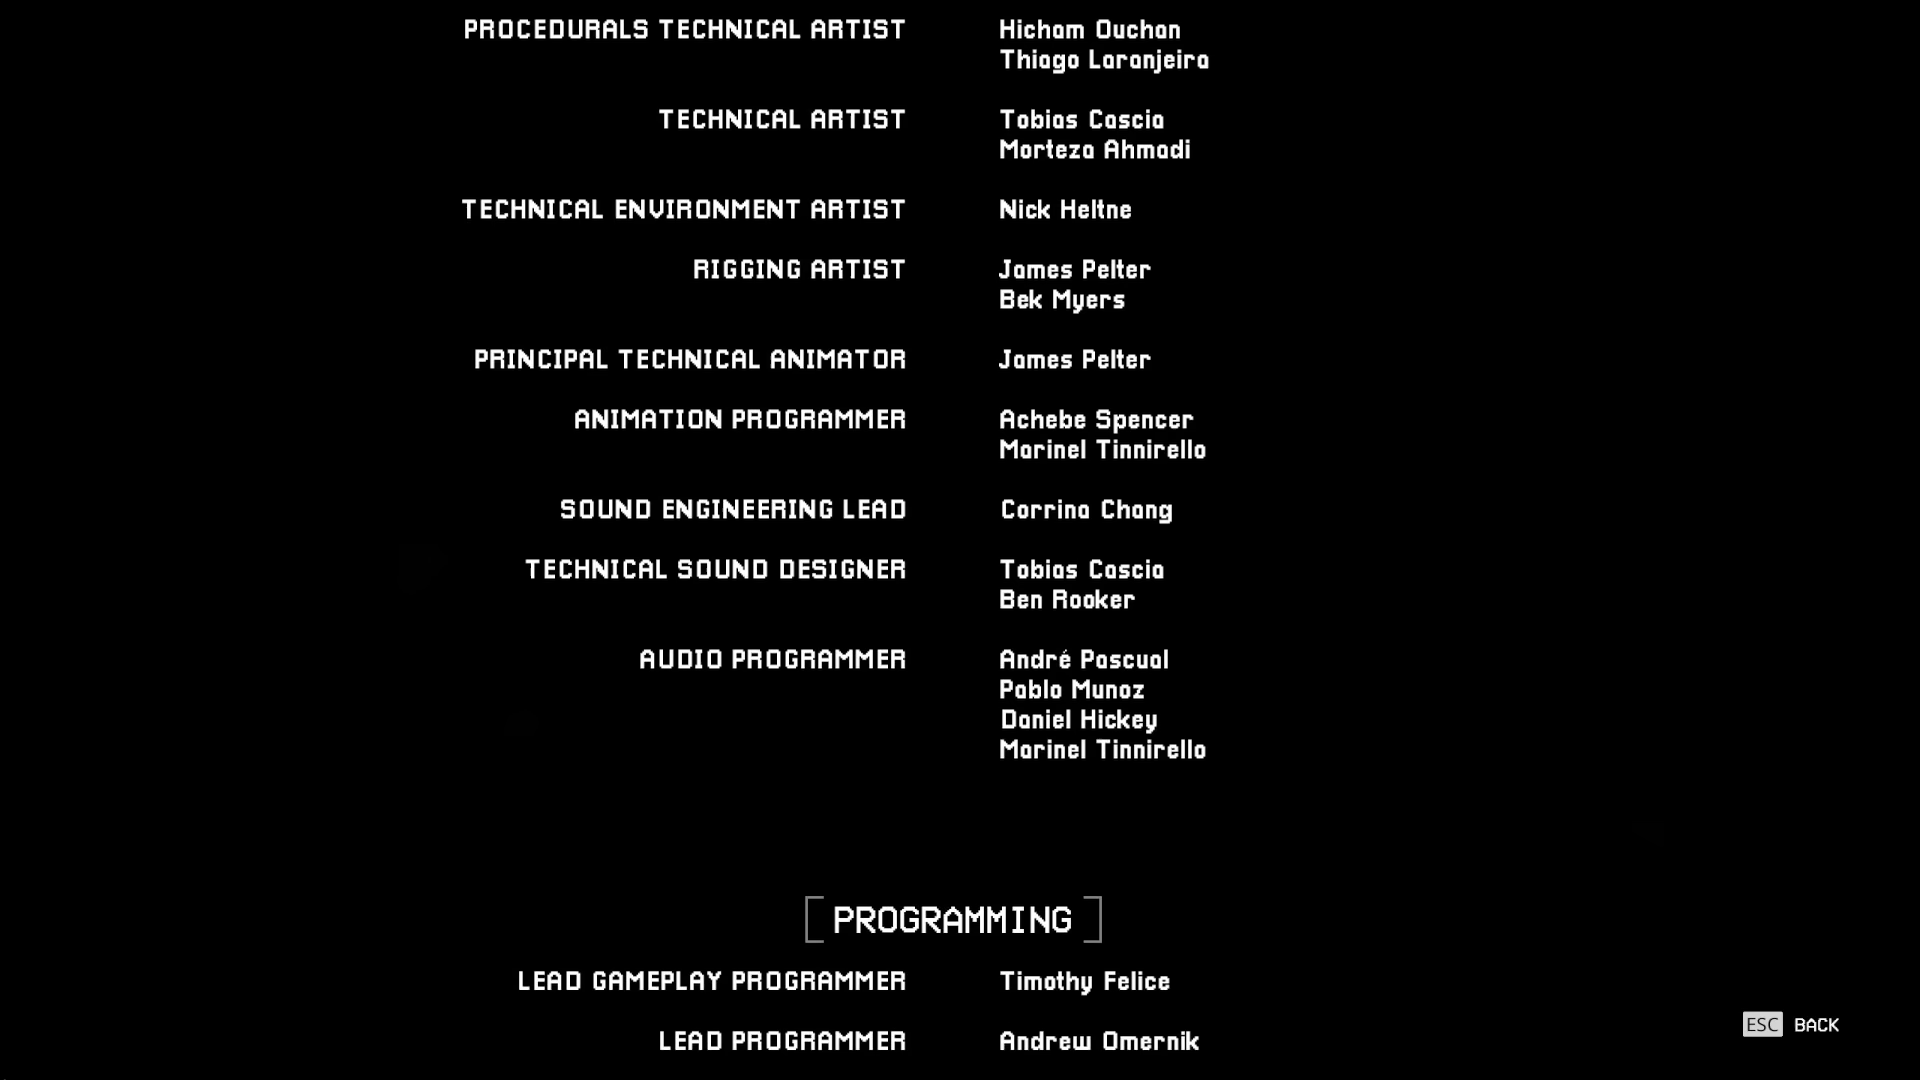 PROCEDURALS TECHNICAL ARTIST Hicham Ouchan
Thiago Laranjeira
TECHNICAL ARTIST Tobias Cascia
Morteza Ahmadi
TECHNICAL ENVIRONMENT ARTIST Nick Heltne
RIGGING ARTIST James Pelter
Bek Myers
PRINCIPAL TECHNICAL ANIMATOR James Pelter
ANIMATION PROGRAMMER Achebe Spencer
Marinel Tinnirello
SOUND ENGINEERING LEAD Corrina Chang
TECHNICAL SOUND DESIGNER Tobias Cascia
Ben Rooker
AUDIO PROGRAMMER André Pascual
Pablo Munoz
Daniel Hickey
Marinel Tinnirello
[PROGRAMMING]
LEAD GAMEPLAY PROGRAMMER Timothy Felice
LEAD PROGRAMMER Andrew Omernik
ESC BACK